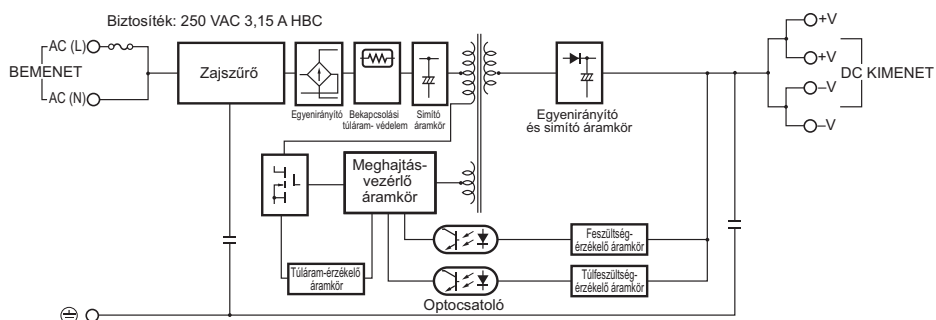 Biztosíték: 250 VAC 3,15 A HBC
AC (L)
BEMENET
AC (N)
Zajszűrő
Egyenirányító
Bekapcsolási
túláram- védelem
Simító
áramkör
Egyenirányító
és simító áramkör
+V
+V
DC KIMENET
–V
–V
Meghajtás-
vezérlő
áramkör
Túláram-érzékelő
áramkör
Feszültség-
érzékelő áramkör
Túlfeszültség-
érzékelő áramkör
Optocsatoló